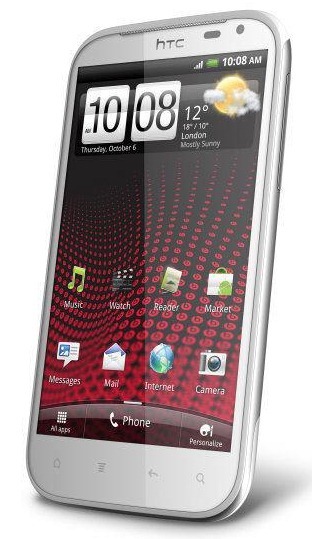 hTC
10:08 AM
AM 10 08
12°
18° / 10°
London
Thursday, October 6
Mostly Sunny
Music Watch Reader Market
Messages Mail Internet Camera
All apps Phone Personalize